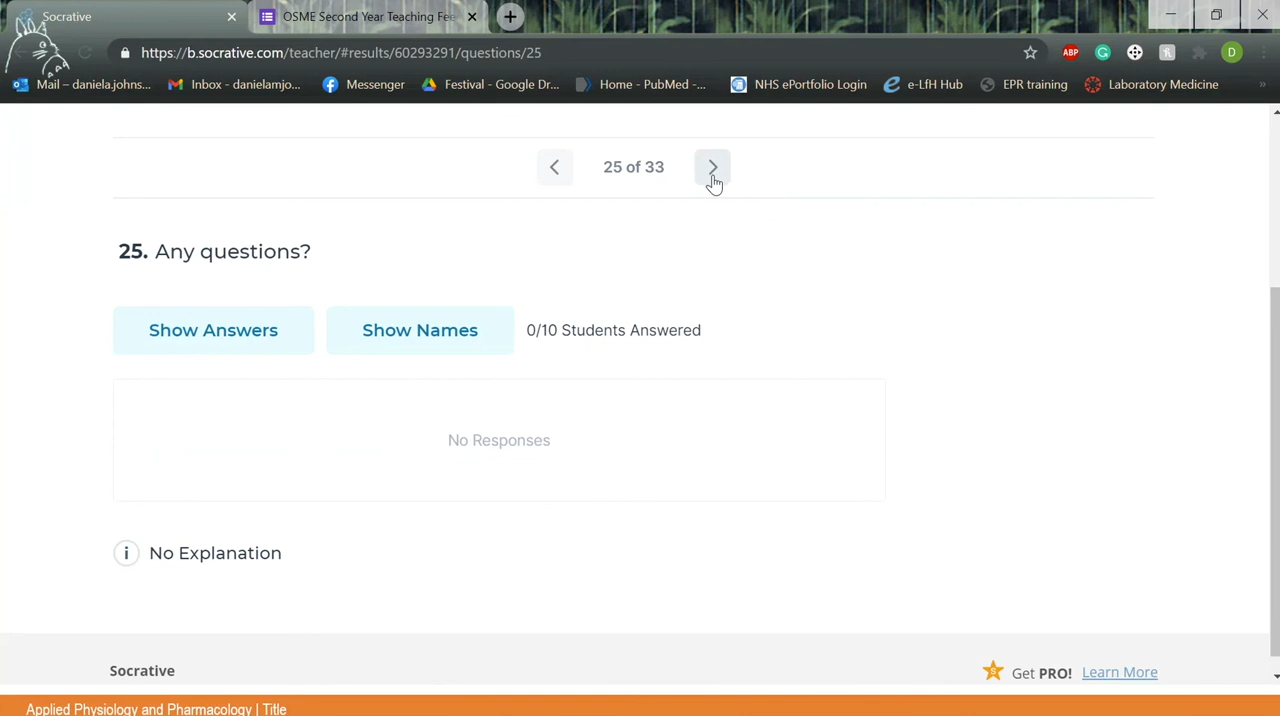 Socrative
OSME Second Year Teaching Fee
https://b.socrative.com/teacher/#results/60293291/questions/25
ABP
D
Mail – daniela.johns...
Inbox - danielamjo...
Messenger
Festival - Google Dr...
Home - PubMed -...
NHS ePortfolio Login
e-LfH Hub
EPR training
Laboratory Medicine
»
25 of 33
25. Any questions?
Show Answers
Show Names
0/10 Students Answered
No Responses
i No Explanation
Socrative
Get PRO! Learn More
Applied Physiology and Pharmacology | Title